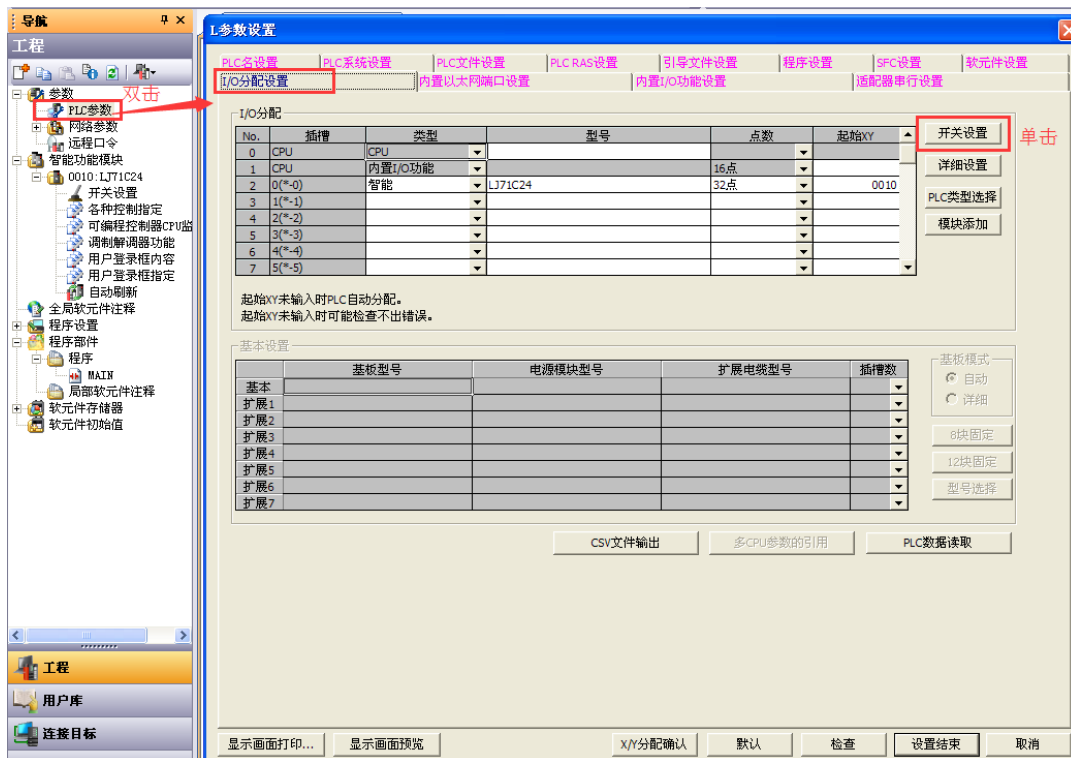 导航
工程
参数
双击
PLC参数
网络参数
远程口令
智能功能模块
0010:LJ71C24
开关设置
各种控制指定
可编程控制器CPU监
调制解调器功能
用户登录框内容
用户登录框指定
自动刷新
全局软元件注释
程序设置
程序部件
程序
MAIN
局部软元件注释
软元件存储器
软元件初始值
工程
用户库
连接目标
L参数设置
PLC名设置 PLC系统设置 PLC文件设置 PLC RAS设置 引导文件设置 程序设置 SFC设置 软元件设置
I/O分配设置 内置以太网端口设置 内置I/O功能设置 适配器串行设置
I/O分配
No. 插槽 类型 型号 点数 起始XY
0 CPU CPU
1 CPU 内置I/O功能 16点
2 0(*-0) 智能 LJ71C24 32点 0010
3 1(*-1)
4 2(*-2)
5 3(*-3)
6 4(*-4)
7 5(*-5)
开关设置 单击
详细设置
PLC类型选择
模块添加
起始XY未输入时PLC自动分配。
起始XY未输入时可能检查不出错误。
基本设置
基板型号 电源模块型号 扩展电缆型号 插槽数
基本
扩展1
扩展2
扩展3
扩展4
扩展5
扩展6
扩展7
基板模式
自动
详细
8块固定
12块固定
型号选择
CSV文件输出 多CPU参数的引用 PLC数据读取
显示画面打印... 显示画面预览 X/Y分配确认 默认 检查 设置结束 取消